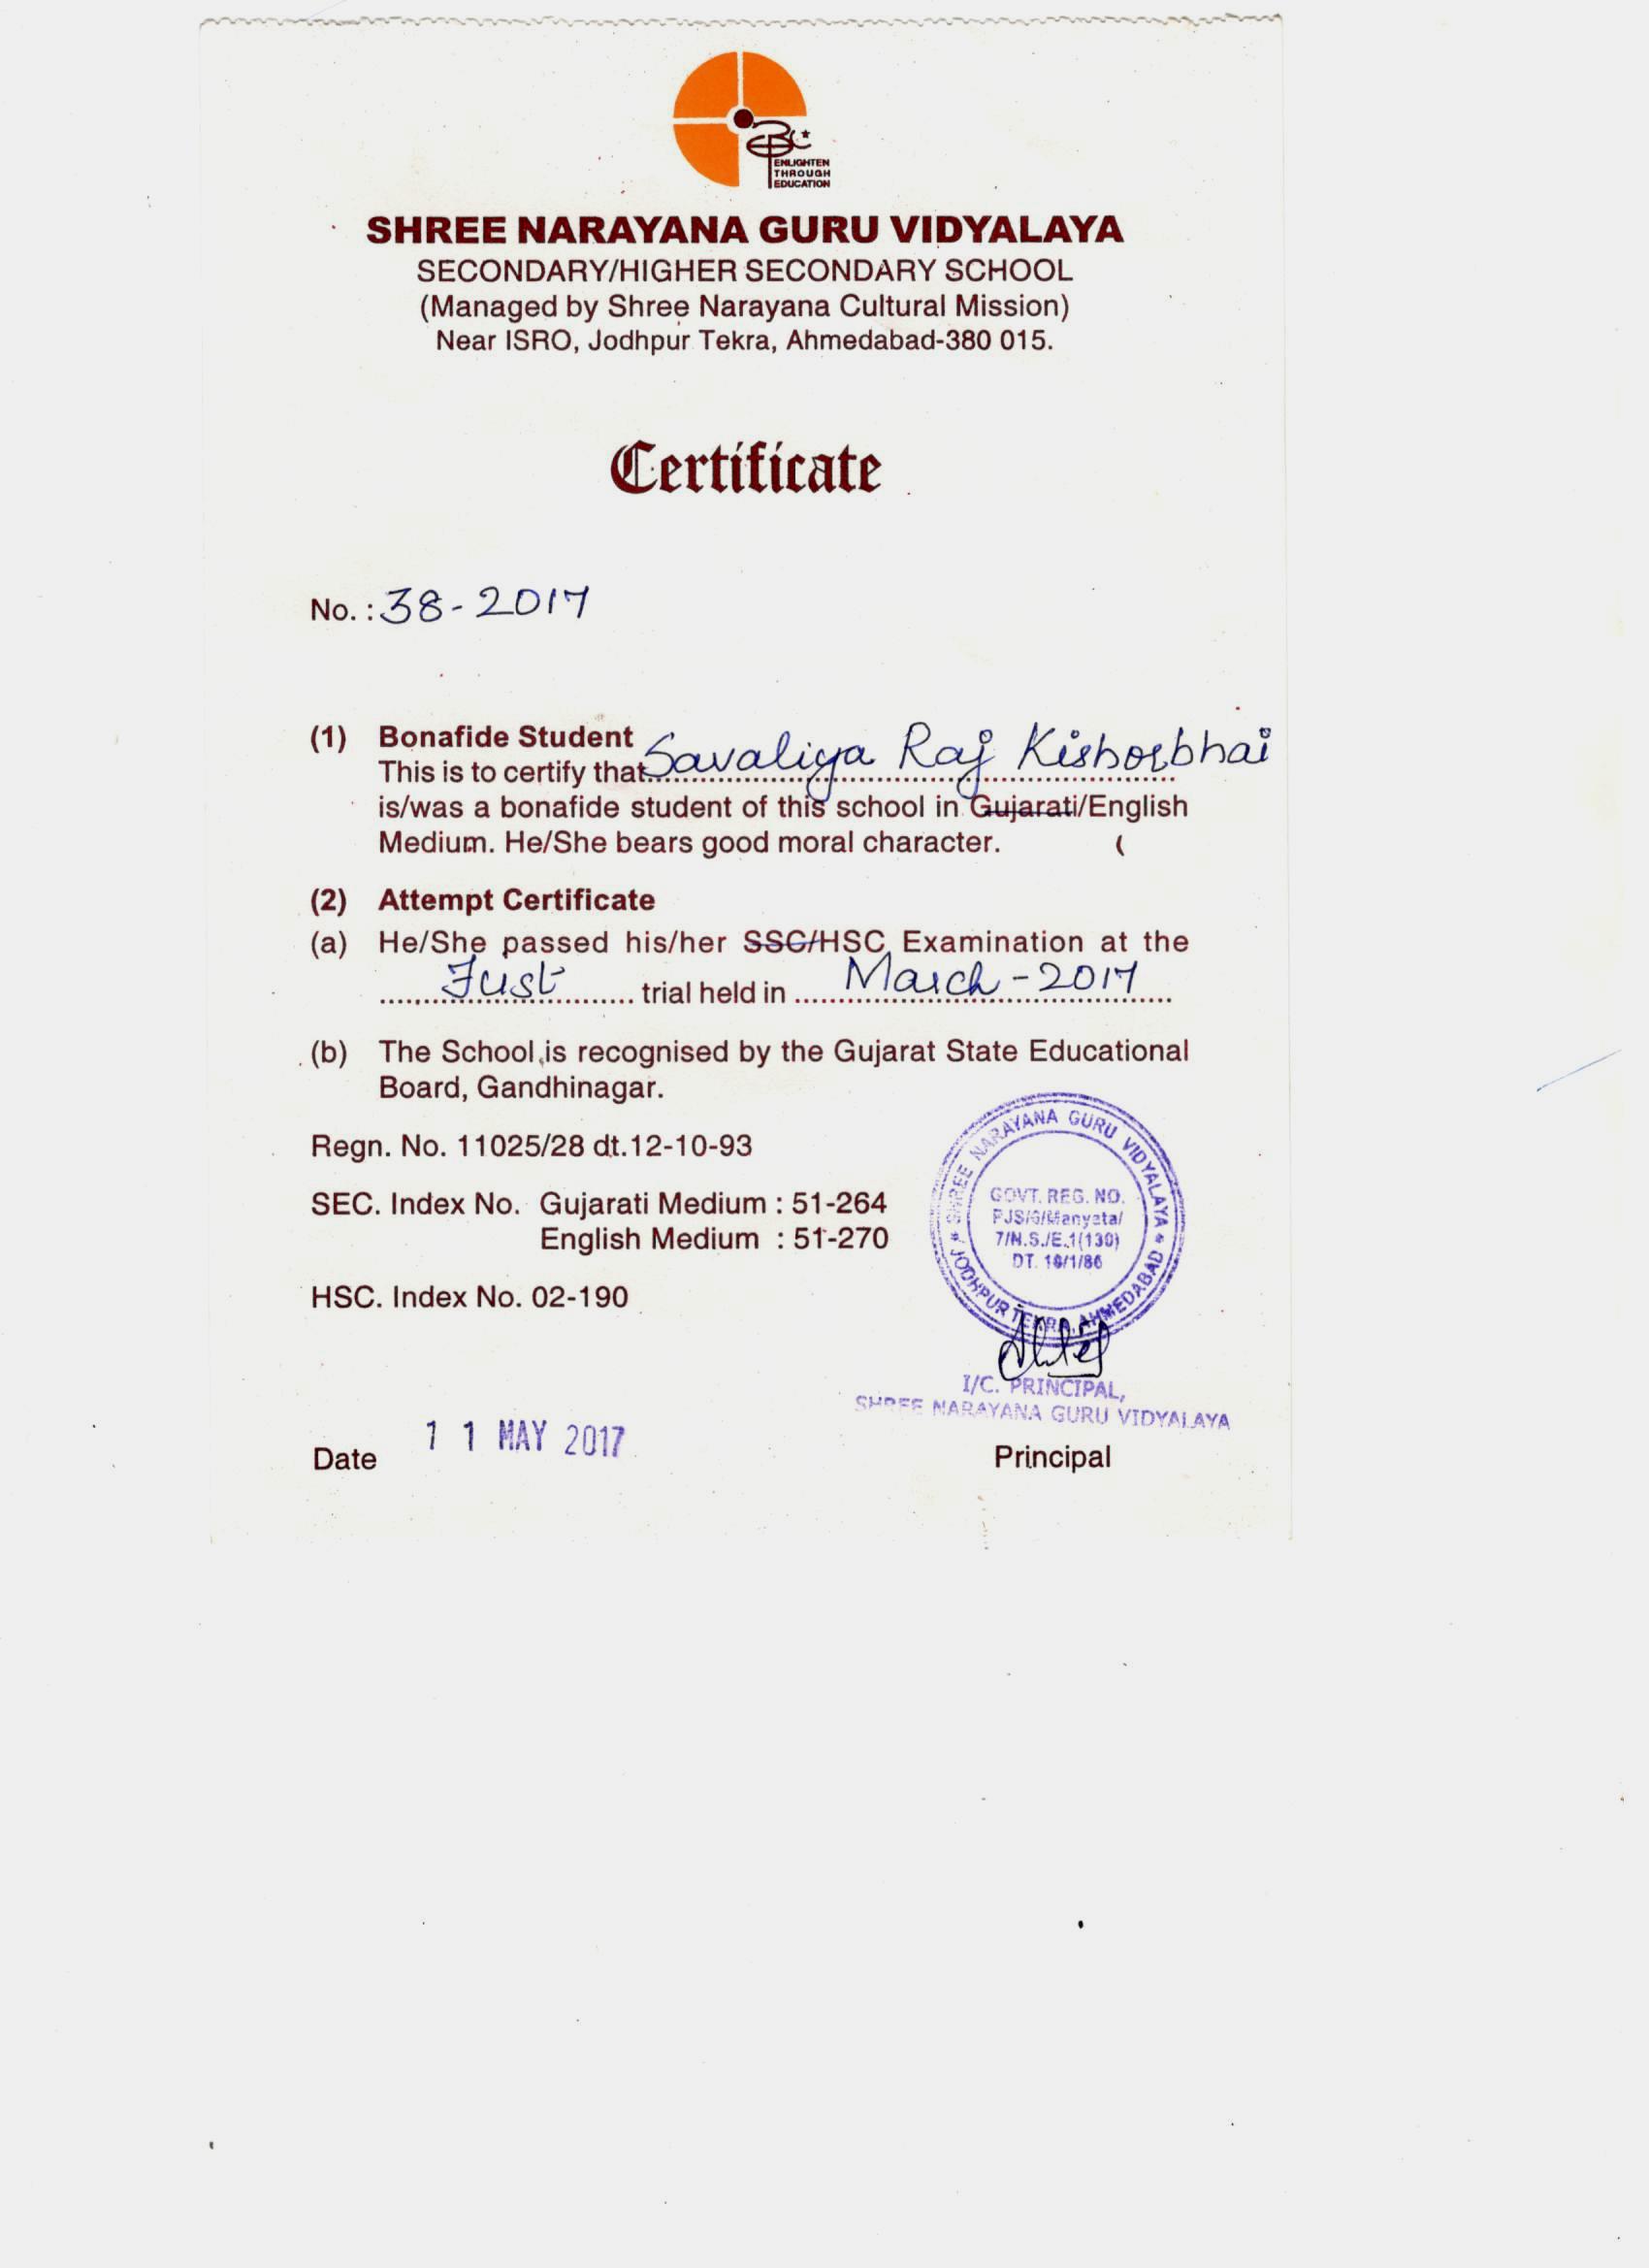 ENLIGHTEN
THROUGH
EDUCATION
SHREE NARAYANA GURU VIDYALAYA
SECONDARY/HIGHER SECONDARY SCHOOL
(Managed by Shree Narayana Cultural Mission)
Near ISRO, Jodhpur Tekra, Ahmedabad-380 015.
Certificate
No. : 38-2017
(1) Bonafide Student
This is to certify that Savaliya Raj Kishorbhai
is/was a bonafide student of this school in Gujarati/English
Medium. He/She bears good moral character.
(2) Attempt Certificate
(a) He/She passed his/her SSC/HSC Examination at the
First trial held in March-2017
(b) The School is recognised by the Gujarat State Educational
Board, Gandhinagar.
Regn. No. 11025/28 dt.12-10-93
SEC. Index No. Gujarati Medium : 51-264
English Medium : 51-270
HSC. Index No. 02-190
SHREE NARAYANA GURU VIDYALAYA
JODHPUR TEKRA, AHMEDABAD
GOVT. REG. NO.
PJS/G/Manyata/
7/N.S./E.1(130)
I/C. PRINCIPAL,
SHREE NARAYANA GURU VIDYALAYA
Date 11 MAY 2017
Principal